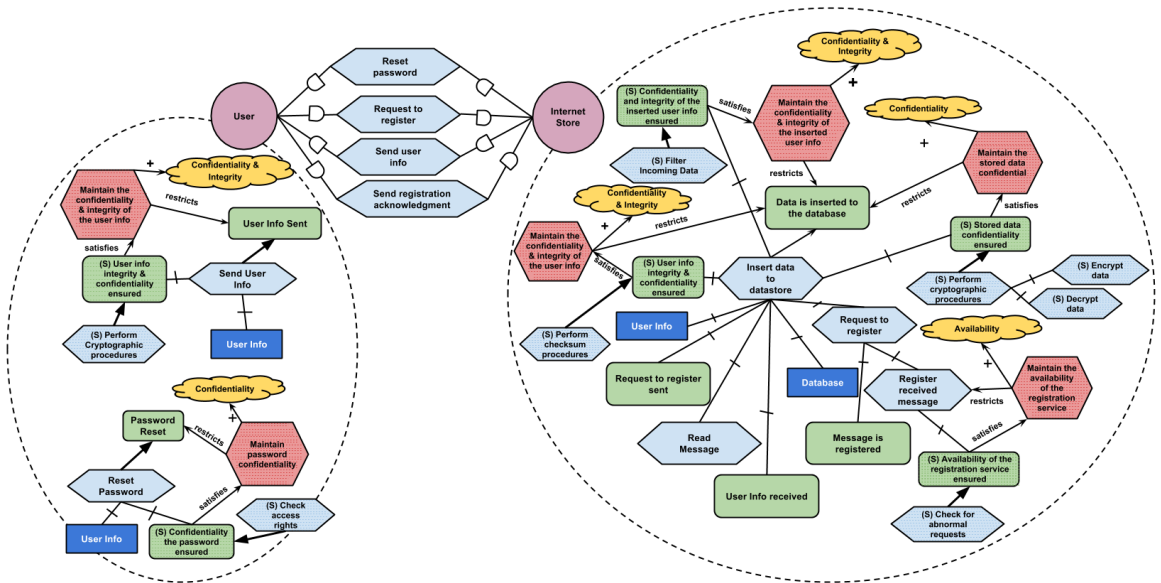 User
Internet
Store
Reset
password
Request to
register
Send user
info
Send registration
acknowledgment
+
Confidentiality &
Integrity
Maintain the
confidentiality
& integrity of
the user info
restricts
User Info Sent
satisfies
(S) User info
integrity &
confidentiality
ensured
Send User
Info
(S) Perform
Cryptographic
procedures
User Info
Confidentiality
+
Password
Reset
restricts
Maintain
password
confidentiality
Reset
Password
satisfies
(S) Check
access
rights
User Info
(S) Confidentiality
the password
ensured
Confidentiality &
Integrity
+
(S) Confidentiality
and integrity of the
inserted user info
ensured
satisfies
Maintain the
confidentiality
& integrity of
the inserted
user info
Confidentiality
+
Maintain the
stored data
confidential
(S) Filter
Incoming Data
restricts
restricts
satisfies
Confidentiality
& Integrity
+
Data is inserted to
the database
restricts
Maintain the
confidentiality
& integrity of
the user info
satisfies
(S) User info
integrity &
confidentiality
ensured
Insert data
to
datastore
(S) Stored data
confidentiality
ensured
(S) Perform
cryptographic
procedures
(S) Encrypt
data
(S) Decrypt
data
(S) Perform
checksum
procedures
User Info
Request to
register
Availability
+
Request to register
sent
Database
Register
received
message
restricts
Maintain the
availability
of the
registration
service
Read
Message
Message is
registered
satisfies
(S) Availability of the
registration service
ensured
User Info received
(S) Check for
abnormal
requests